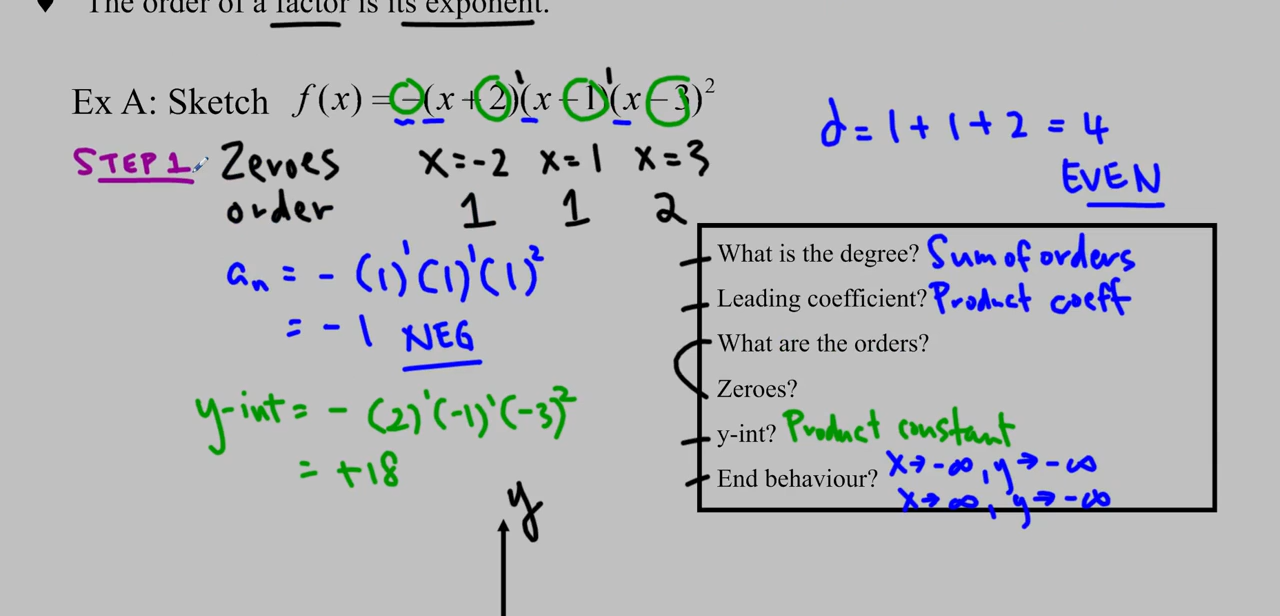 The order of a factor is its exponent.
Ex A: Sketch f(x) = −(x + 2)¹(x − 1)¹(x − 3)²
d = 1 + 1 + 2 = 4
EVEN
STEP 1. Zeroes x=-2 x=1 x=3
order 1 1 2
What is the degree? Sum of orders
aₙ = - (1)¹(1)¹(1)²
Leading coefficient? Product coeff
= -1 NEG
What are the orders?
Zeroes?
y-int = - (2)¹(-1)¹(-3)²
y-int? Product constant
= +18
End behaviour? x→-∞, y→-∞
x→∞, y→-∞
y